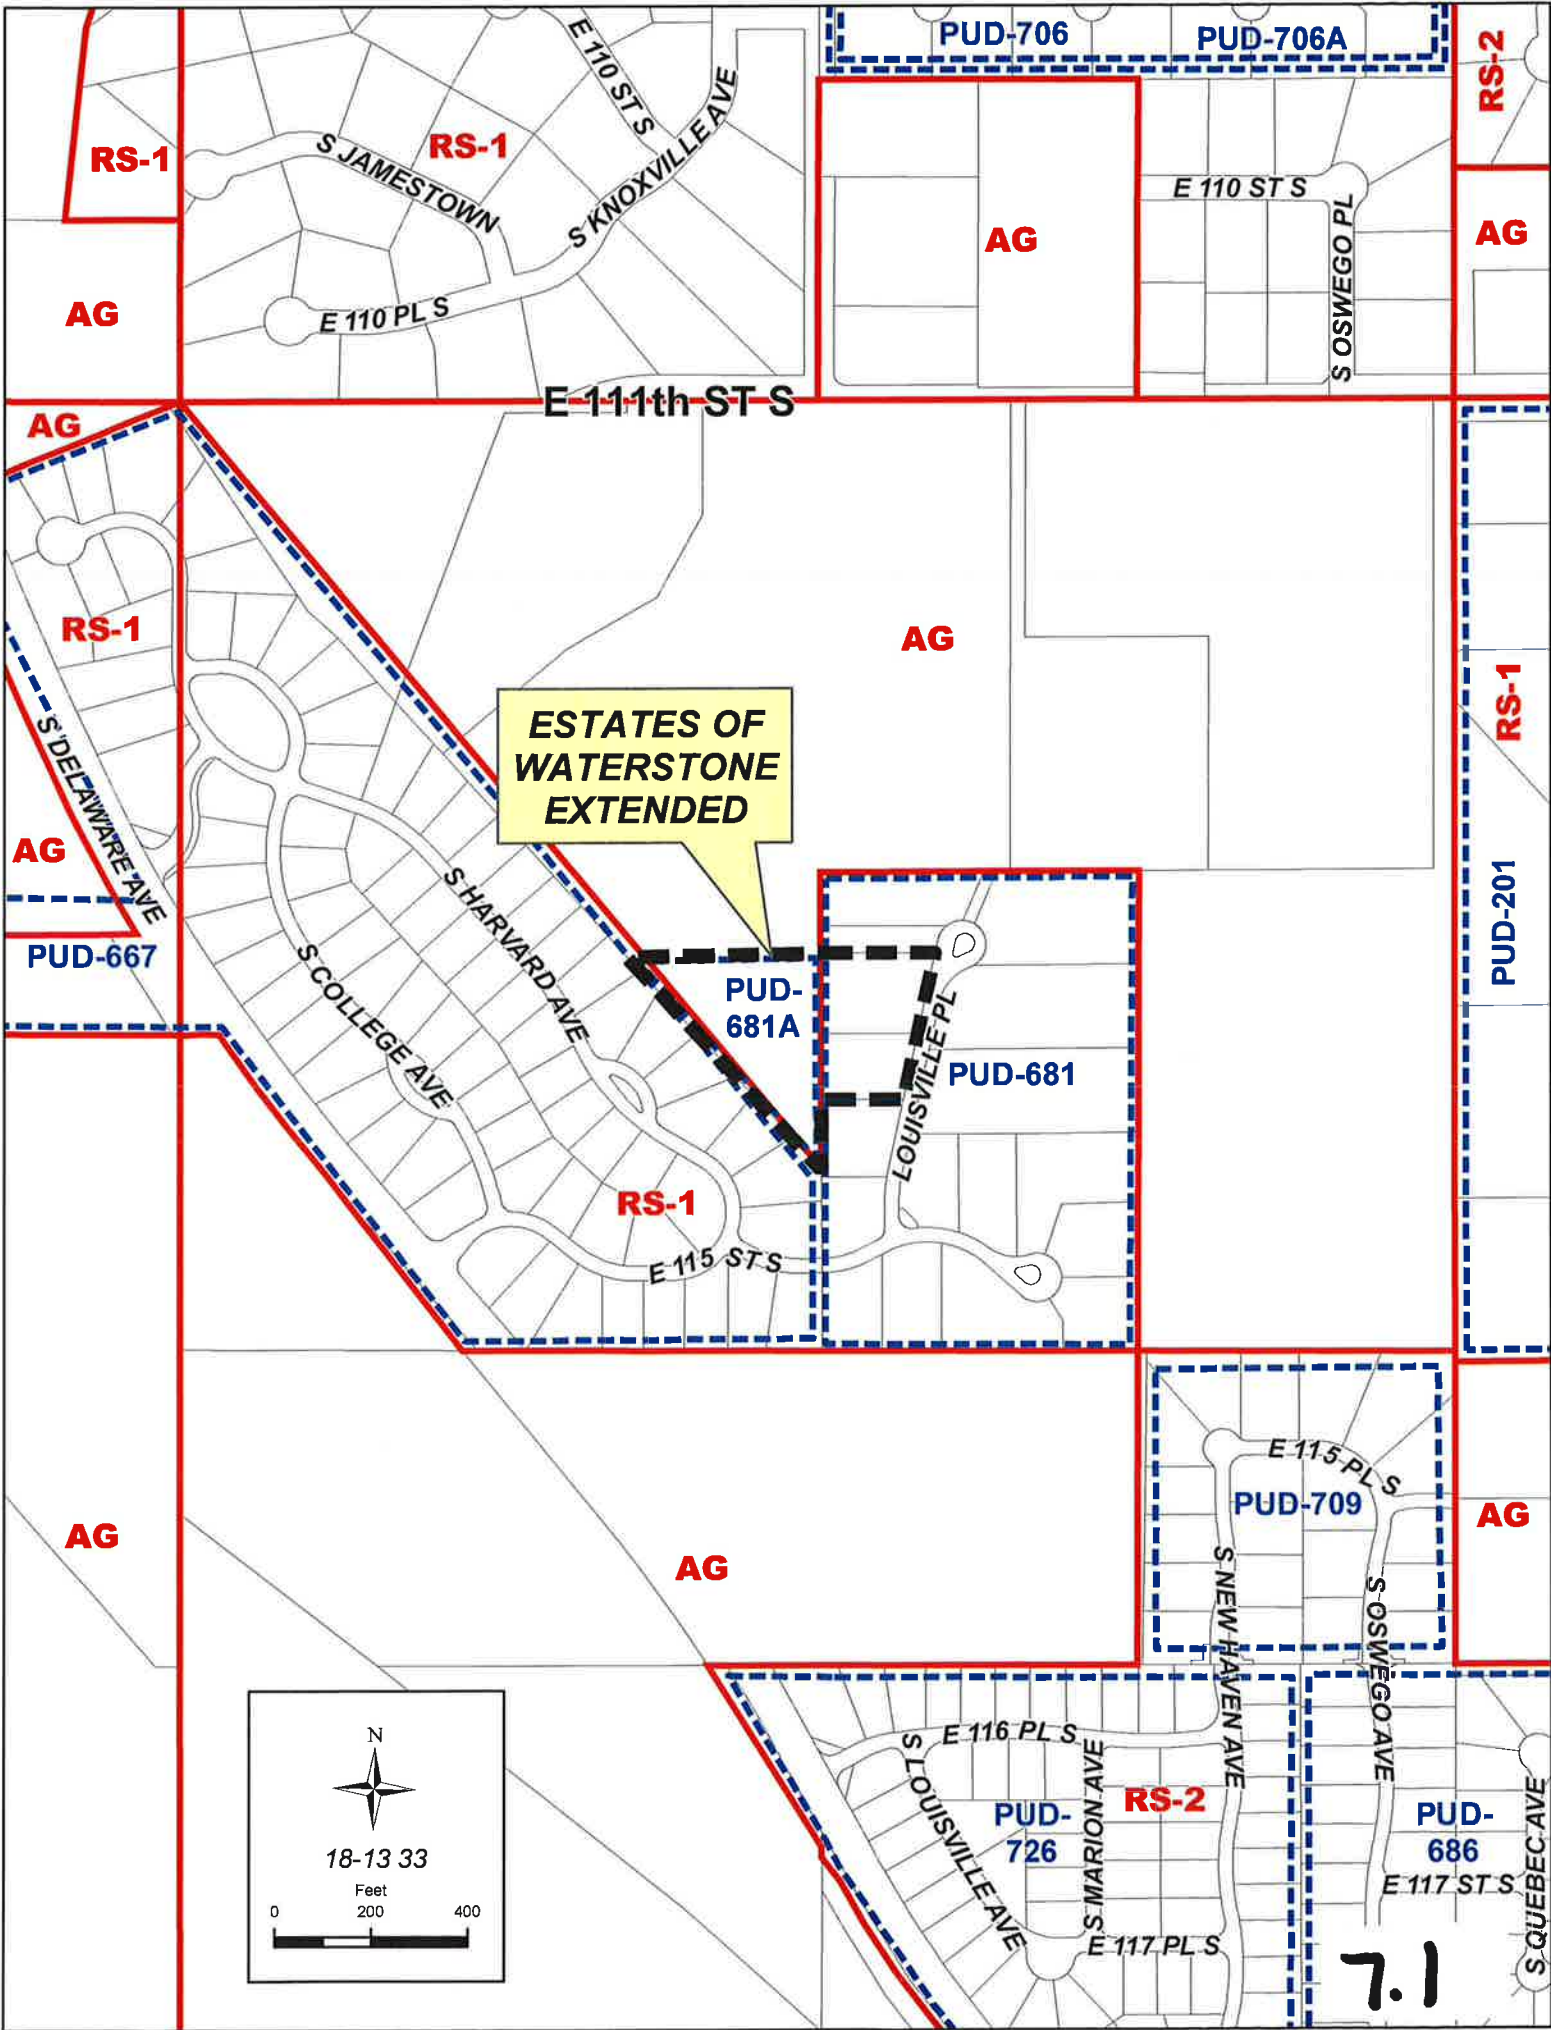 PUD-706
PUD-706A
RS-2
E 110 ST S
S KNOXVILLE AVE
RS-1
RS-1
S JAMESTOWN
E 110 ST S
S OSWEGO PL
AG
AG
AG
E 110 PL S
E 111th ST S
AG
RS-1
AG
RS-1
ESTATES OF
WATERSTONE
EXTENDED
S DELAWARE AVE
AG
PUD-201
S HARVARD AVE
PUD-667
S COLLEGE AVE
PUD-
681A
LOUISVILLE PL
PUD-681
RS-1
E 115 ST S
E 115 PL S
PUD-709
AG
AG
AG
S NEW HAVEN AVE
S OSWEGO AVE
E 116 PL S
S LOUISVILLE AVE
S MARION AVE
RS-2
PUD-
726
PUD-
686
E 117 ST S
S QUEBEC AVE
E 117 PL S
N
18-13 33
Feet
0 200 400
7.1